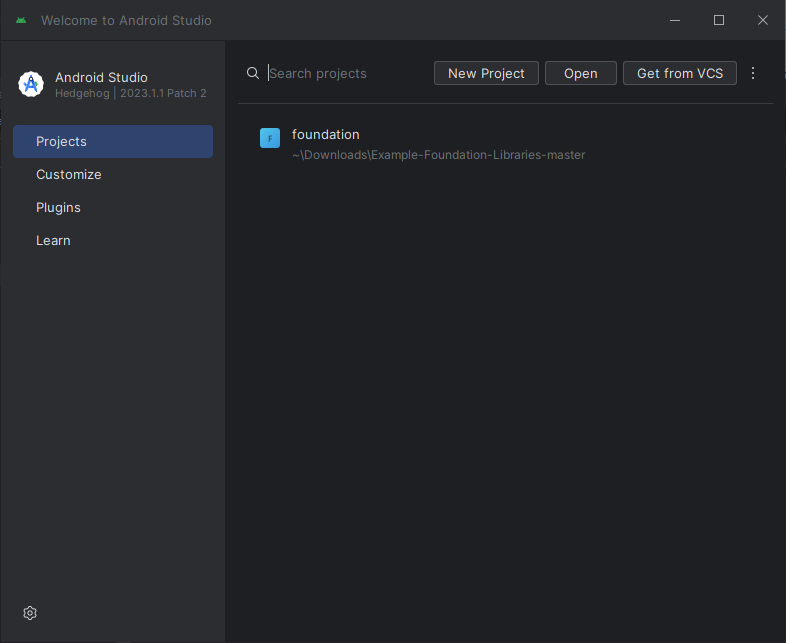 Welcome to Android Studio
Android Studio
Hedgehog | 2023.1.1 Patch 2
Projects
Customize
Plugins
Learn
Search projects
New Project
Open
Get from VCS
F
foundation
~\Downloads\Example-Foundation-Libraries-master